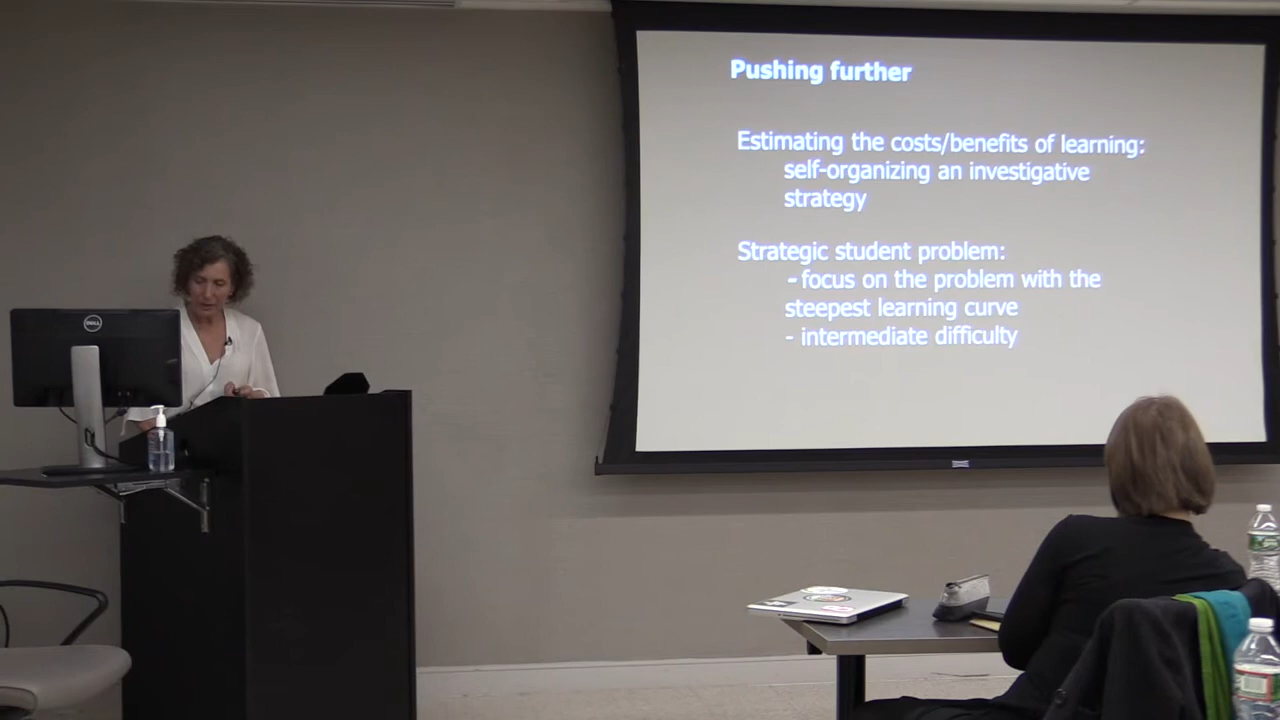 Pushing further
Estimating the costs/benefits of learning:
self-organizing an investigative
strategy
Strategic student problem:
- focus on the problem with the
steepest learning curve
- intermediate difficulty
DELL